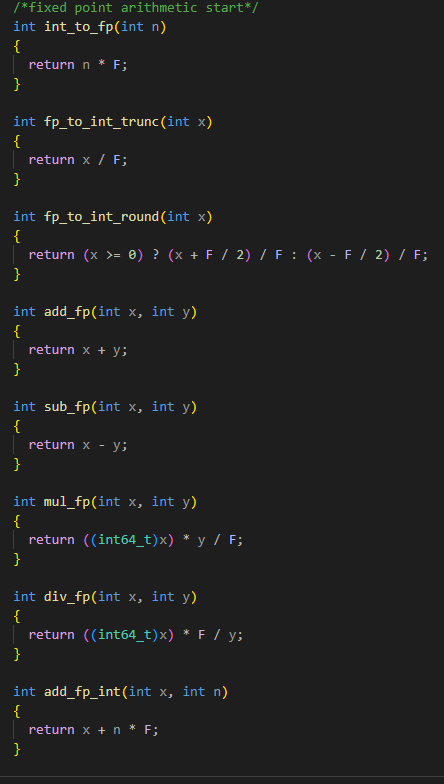 /*fixed point arithmetic start*/
int int_to_fp(int n)
{
  return n * F;
}

int fp_to_int_trunc(int x)
{
  return x / F;
}

int fp_to_int_round(int x)
{
  return (x >= 0) ? (x + F / 2) / F : (x - F / 2) / F;
}

int add_fp(int x, int y)
{
  return x + y;
}

int sub_fp(int x, int y)
{
  return x - y;
}

int mul_fp(int x, int y)
{
  return ((int64_t)x) * y / F;
}

int div_fp(int x, int y)
{
  return ((int64_t)x) * F / y;
}

int add_fp_int(int x, int n)
{
  return x + n * F;
}